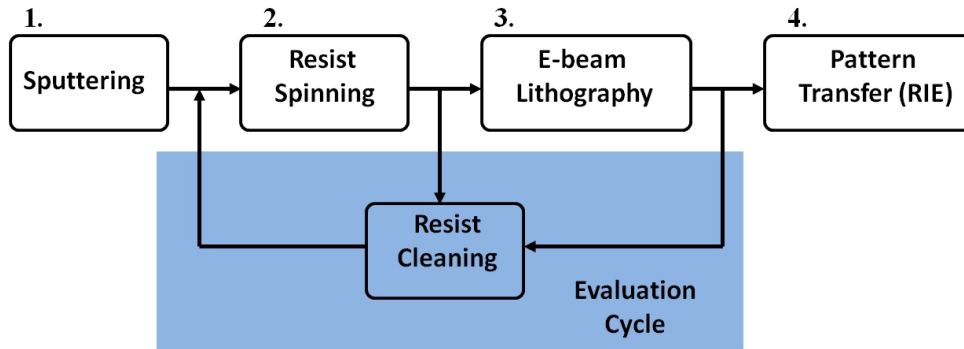 1.
Sputtering
2.
Resist
Spinning
3.
E-beam
Lithography
4.
Pattern
Transfer (RIE)
Resist
Cleaning
Evaluation
Cycle